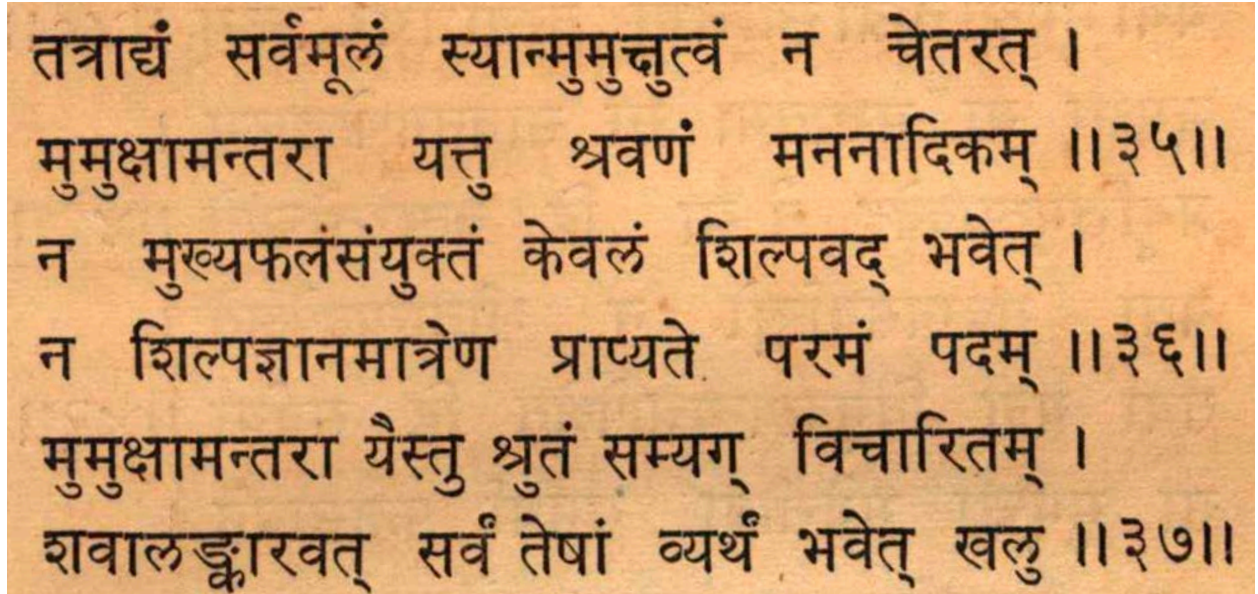 तत्राद्यं सर्वमूलं स्यान्मुमुक्षुत्वं न चेतरत् ।
मुमुक्षामन्तरा यत्तु श्रवणं मननादिकम् ॥३५॥
न मुख्यफलंसंयुक्तं केवलं शिल्पवद् भवेत् ।
न शिल्पज्ञानमात्रेण प्राप्यते परमं पदम् ॥३६॥
मुमुक्षामन्तरा यैस्तु श्रुतं सम्यग् विचारितम् ।
शवालङ्कारवत् सर्वं तेषां व्यर्थं भवेत् खलु ॥३७॥